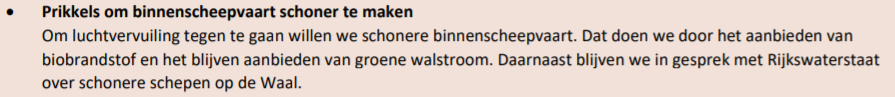 • Prikkels om binnenscheepvaart schoner te maken
Om luchtvervuiling tegen te gaan willen we schonere binnenscheepvaart. Dat doen we door het aanbieden van
biobrandstof en het blijven aanbieden van groene walstroom. Daarnaast blijven we in gesprek met Rijkswaterstaat
over schonere schepen op de Waal.